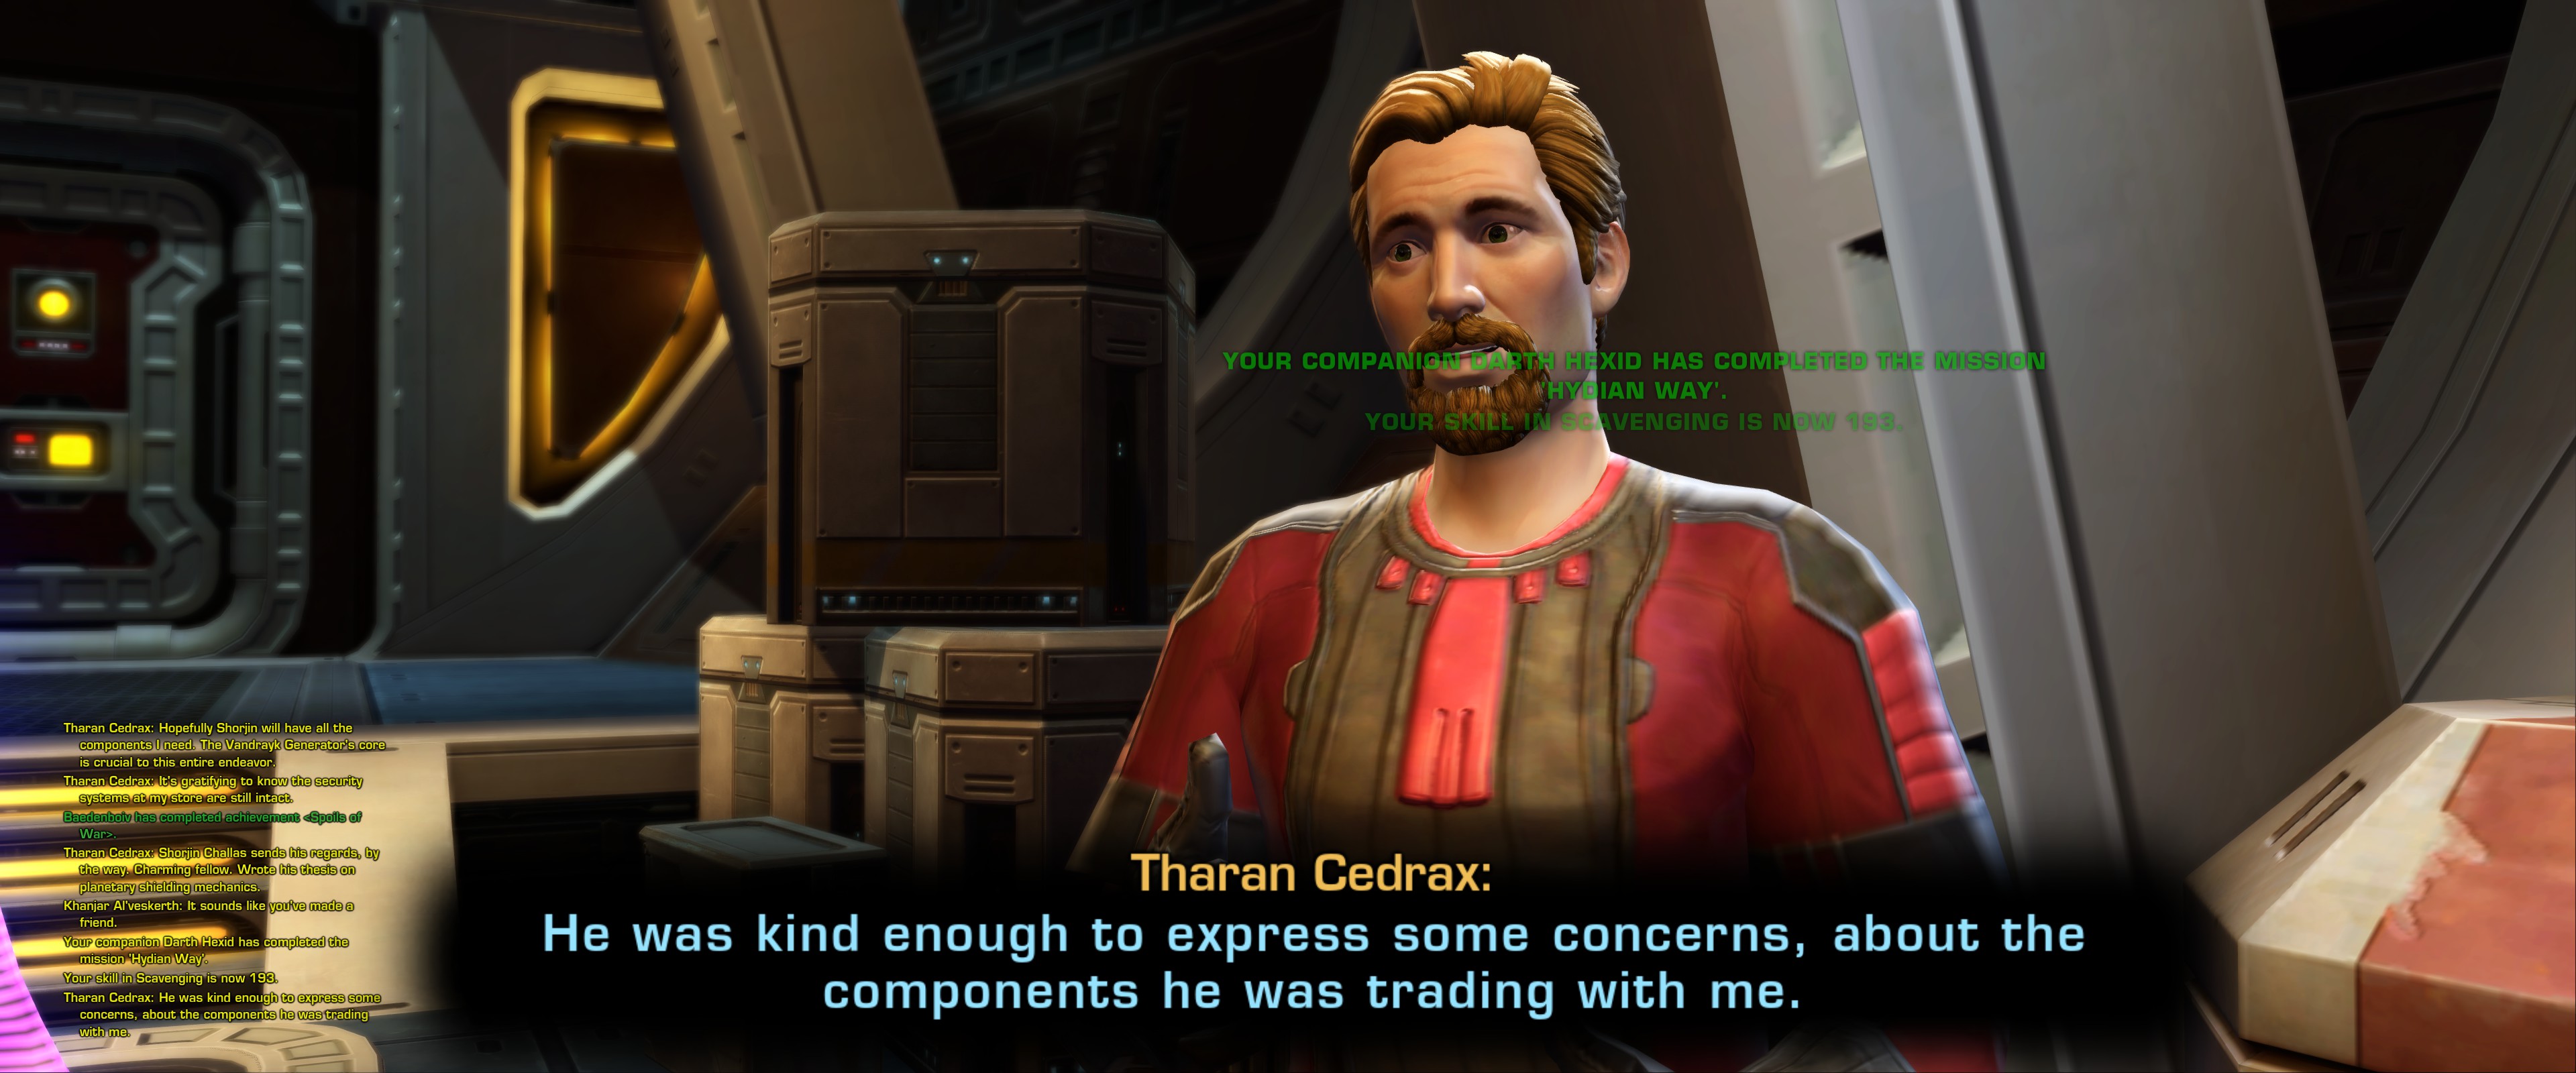 YOUR COMPANION DARTH HEXID HAS COMPLETED THE MISSION
'HYDIAN WAY'.
YOUR SKILL IN SCAVENGING IS NOW 193.
Tharan Cedrax: Hopefully Shorjin will have all the
components I need. The Vandrayk Generator's core
is crucial to this entire endeavor.
Tharan Cedrax: It's gratifying to know the security
systems at my store are still intact.
Baedenboiv has completed achievement <Spoils of
War>.
Tharan Cedrax: Shorjin Challas sends his regards, by
the way. Charming fellow. Wrote his thesis on
planetary shielding mechanics.
Khanjar Al'veskerth: It sounds like you've made a
friend.
Your companion Darth Hexid has completed the
mission 'Hydian Way'.
Your skill in Scavenging is now 193.
Tharan Cedrax: He was kind enough to express some
concerns, about the components he was trading
with me.
Tharan Cedrax:
He was kind enough to express some concerns, about the
components he was trading with me.